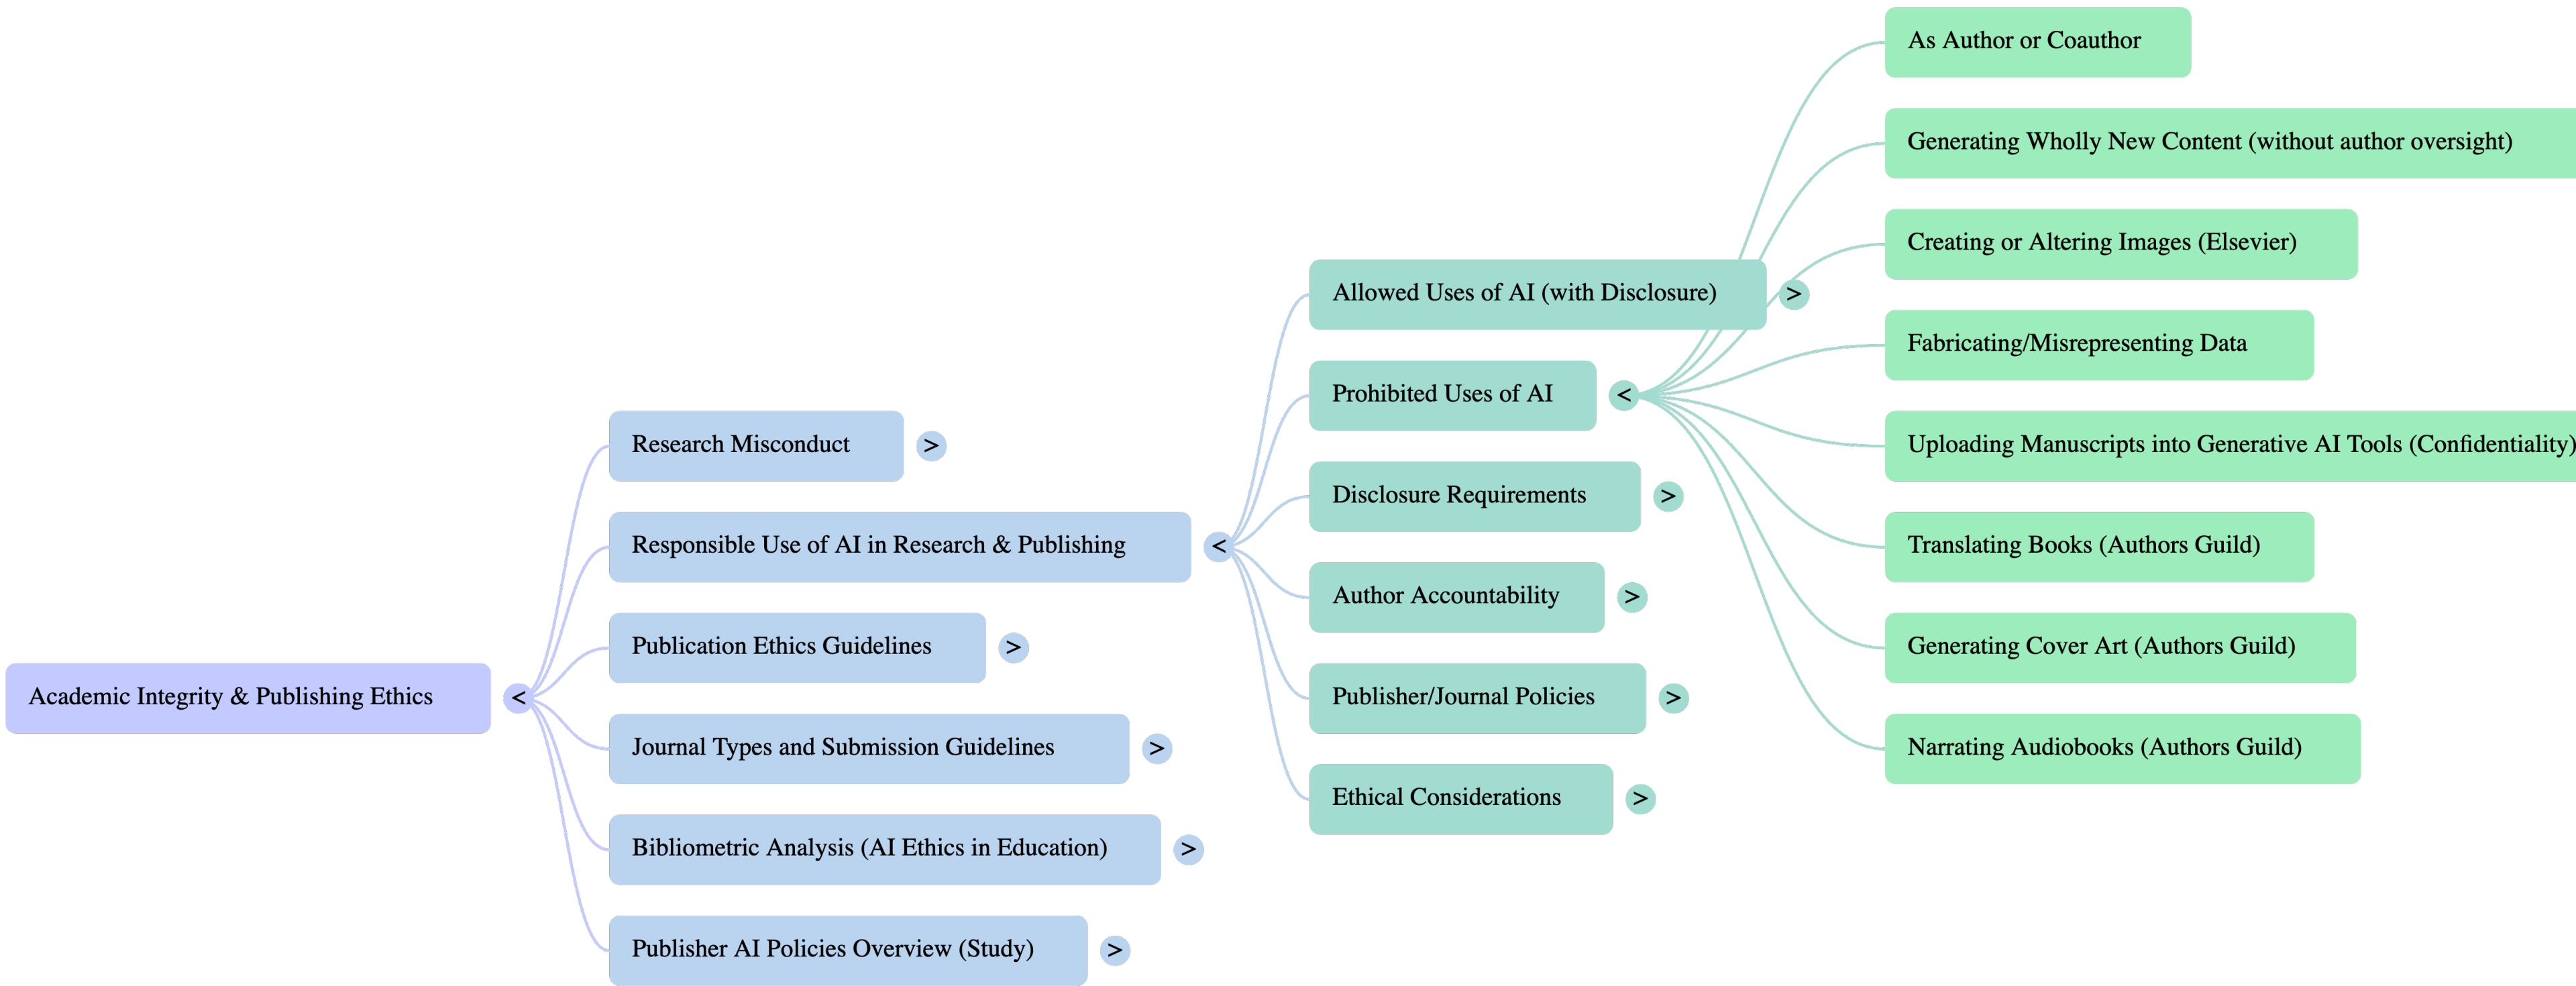 Academic Integrity & Publishing Ethics
<
Research Misconduct
>
Responsible Use of AI in Research & Publishing
<
Publication Ethics Guidelines
>
Journal Types and Submission Guidelines
>
Bibliometric Analysis (AI Ethics in Education)
>
Publisher AI Policies Overview (Study)
>
Allowed Uses of AI (with Disclosure)
>
Prohibited Uses of AI
<
Disclosure Requirements
>
Author Accountability
>
Publisher/Journal Policies
>
Ethical Considerations
>
As Author or Coauthor
Generating Wholly New Content (without author oversight)
Creating or Altering Images (Elsevier)
Fabricating/Misrepresenting Data
Uploading Manuscripts into Generative AI Tools (Confidentiality)
Translating Books (Authors Guild)
Generating Cover Art (Authors Guild)
Narrating Audiobooks (Authors Guild)